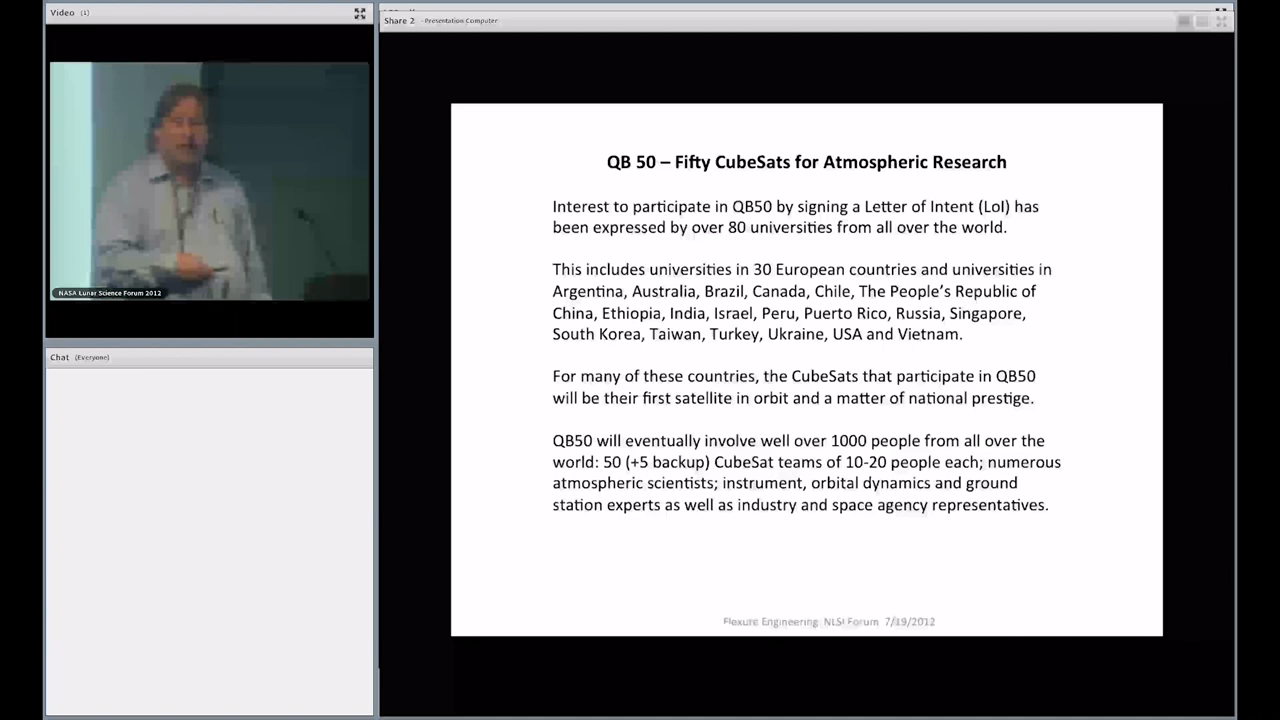 Video (1)
NASA Lunar Science Forum 2012
Chat (Everyone)
Share 2 - Presentation Computer
QB 50 – Fifty CubeSats for Atmospheric Research
Interest to participate in QB50 by signing a Letter of Intent (LoI) has
been expressed by over 80 universities from all over the world.
This includes universities in 30 European countries and universities in
Argentina, Australia, Brazil, Canada, Chile, The People's Republic of
China, Ethiopia, India, Israel, Peru, Puerto Rico, Russia, Singapore,
South Korea, Taiwan, Turkey, Ukraine, USA and Vietnam.
For many of these countries, the CubeSats that participate in QB50
will be their first satellite in orbit and a matter of national prestige.
QB50 will eventually involve well over 1000 people from all over the
world: 50 (+5 backup) CubeSat teams of 10-20 people each; numerous
atmospheric scientists; instrument, orbital dynamics and ground
station experts as well as industry and space agency representatives.
Flexure Engineering NLSI Forum 7/19/2012